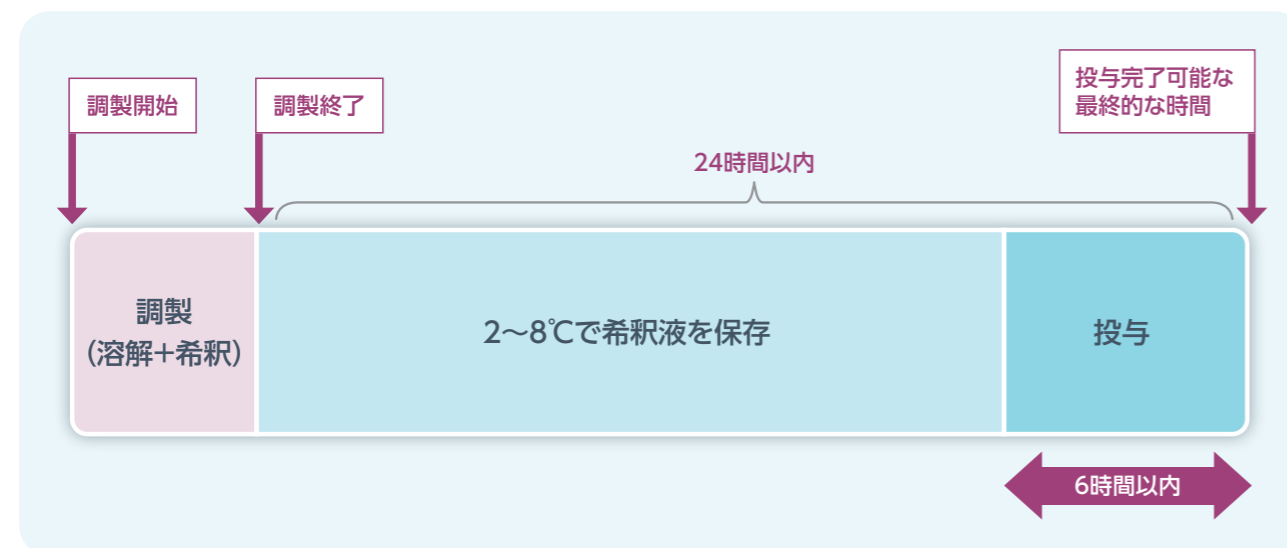 調製開始
調製終了
投与完了可能な
最終的な時間
24時間以内
調製
（溶解＋希釈）
2～8℃で希釈液を保存
投与
6時間以内